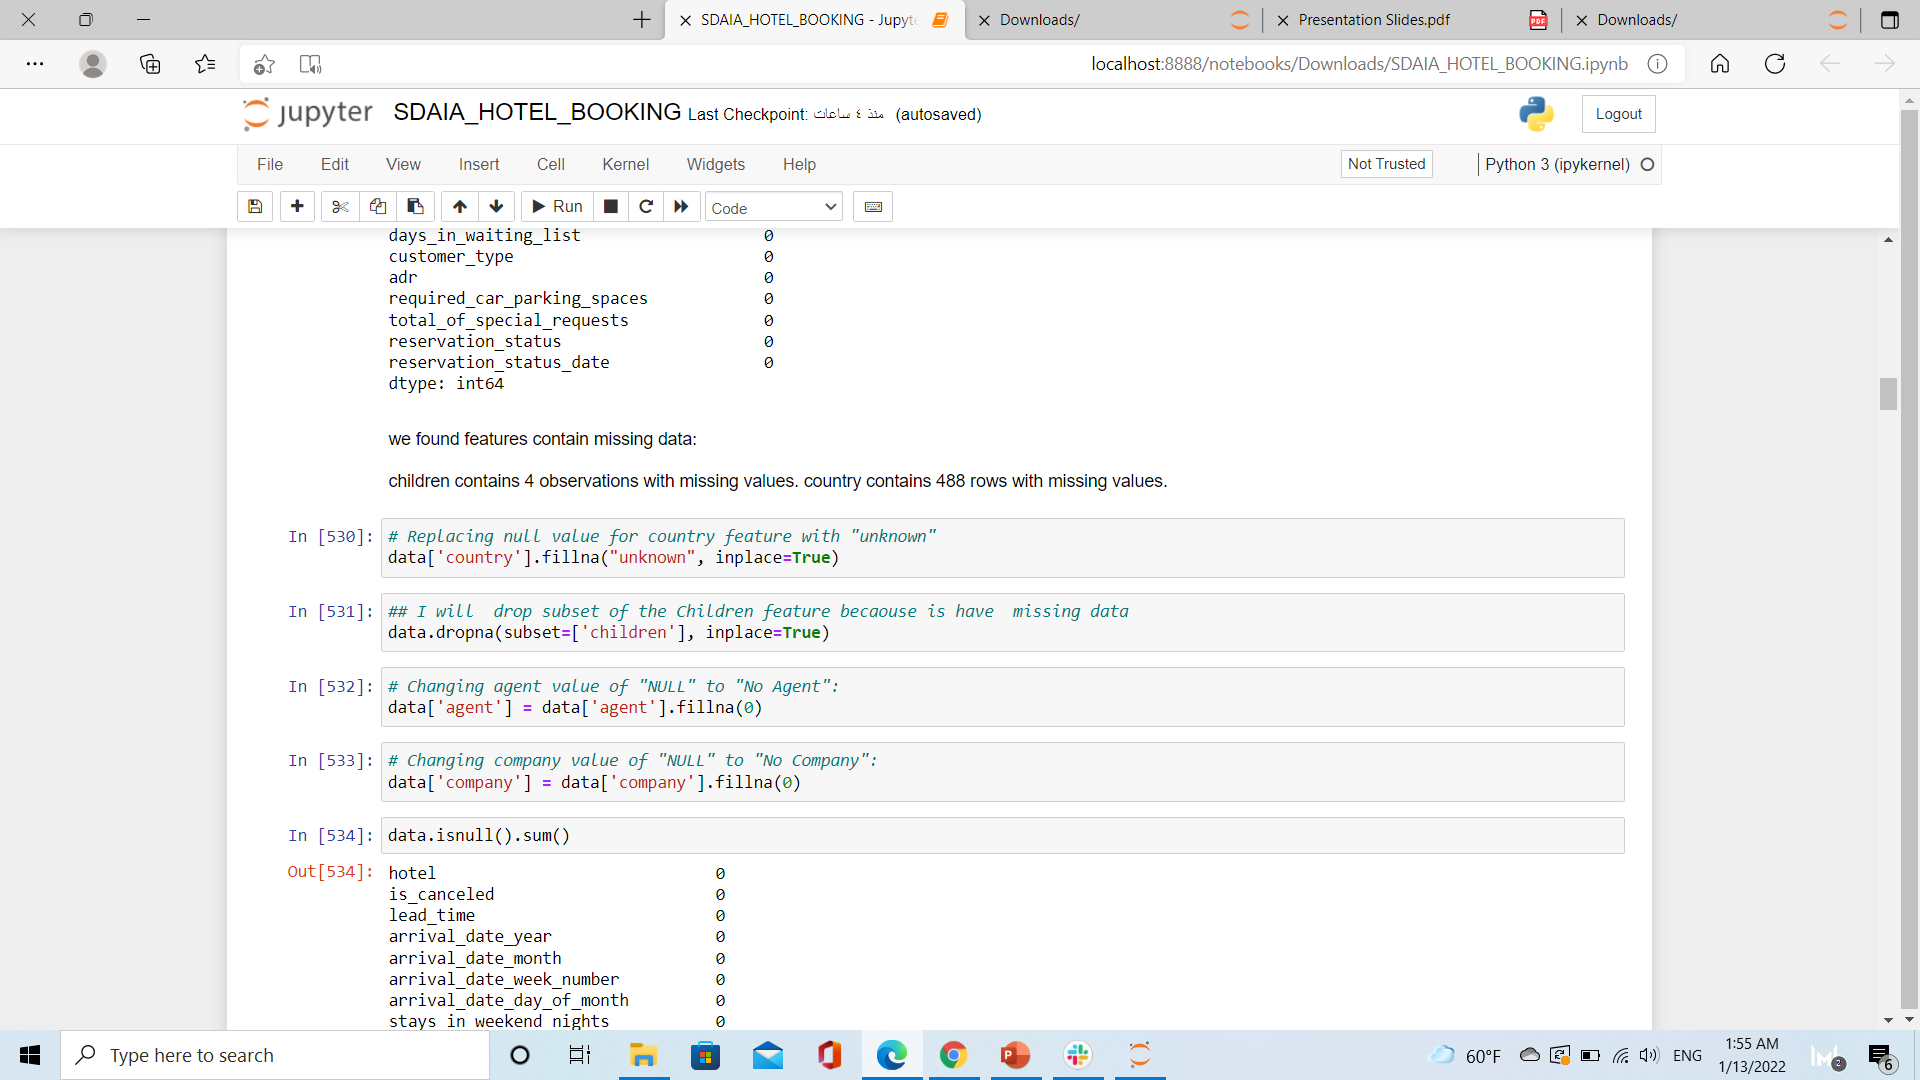 SDAIA_HOTEL_BOOKING - Jupyt
Downloads/
Presentation Slides.pdf
PDF
Downloads/
localhost:8888/notebooks/Downloads/SDAIA_HOTEL_BOOKING.ipynb
jupyter SDAIA_HOTEL_BOOKING Last Checkpoint: منذ ٤ ساعات (autosaved)
Logout
File Edit View Insert Cell Kernel Widgets Help
Not Trusted
Python 3 (ipykernel)
Run
Code
days_in_waiting_list 0
customer_type 0
adr 0
required_car_parking_spaces 0
total_of_special_requests 0
reservation_status 0
reservation_status_date 0
dtype: int64
we found features contain missing data:
children contains 4 observations with missing values. country contains 488 rows with missing values.
In [530]: # Replacing null value for country feature with "unknown"
data['country'].fillna("unknown", inplace=True)
In [531]: ## I will  drop subset of the Children feature becaouse is have  missing data
data.dropna(subset=['children'], inplace=True)
In [532]: # Changing agent value of "NULL" to "No Agent":
data['agent'] = data['agent'].fillna(0)
In [533]: # Changing company value of "NULL" to "No Company":
data['company'] = data['company'].fillna(0)
In [534]: data.isnull().sum()
Out[534]: hotel 0
is_canceled 0
lead_time 0
arrival_date_year 0
arrival_date_month 0
arrival_date_week_number 0
arrival_date_day_of_month 0
stays_in_weekend_nights 0
Type here to search
60°F
ENG
1:55 AM
1/13/2022
2
6